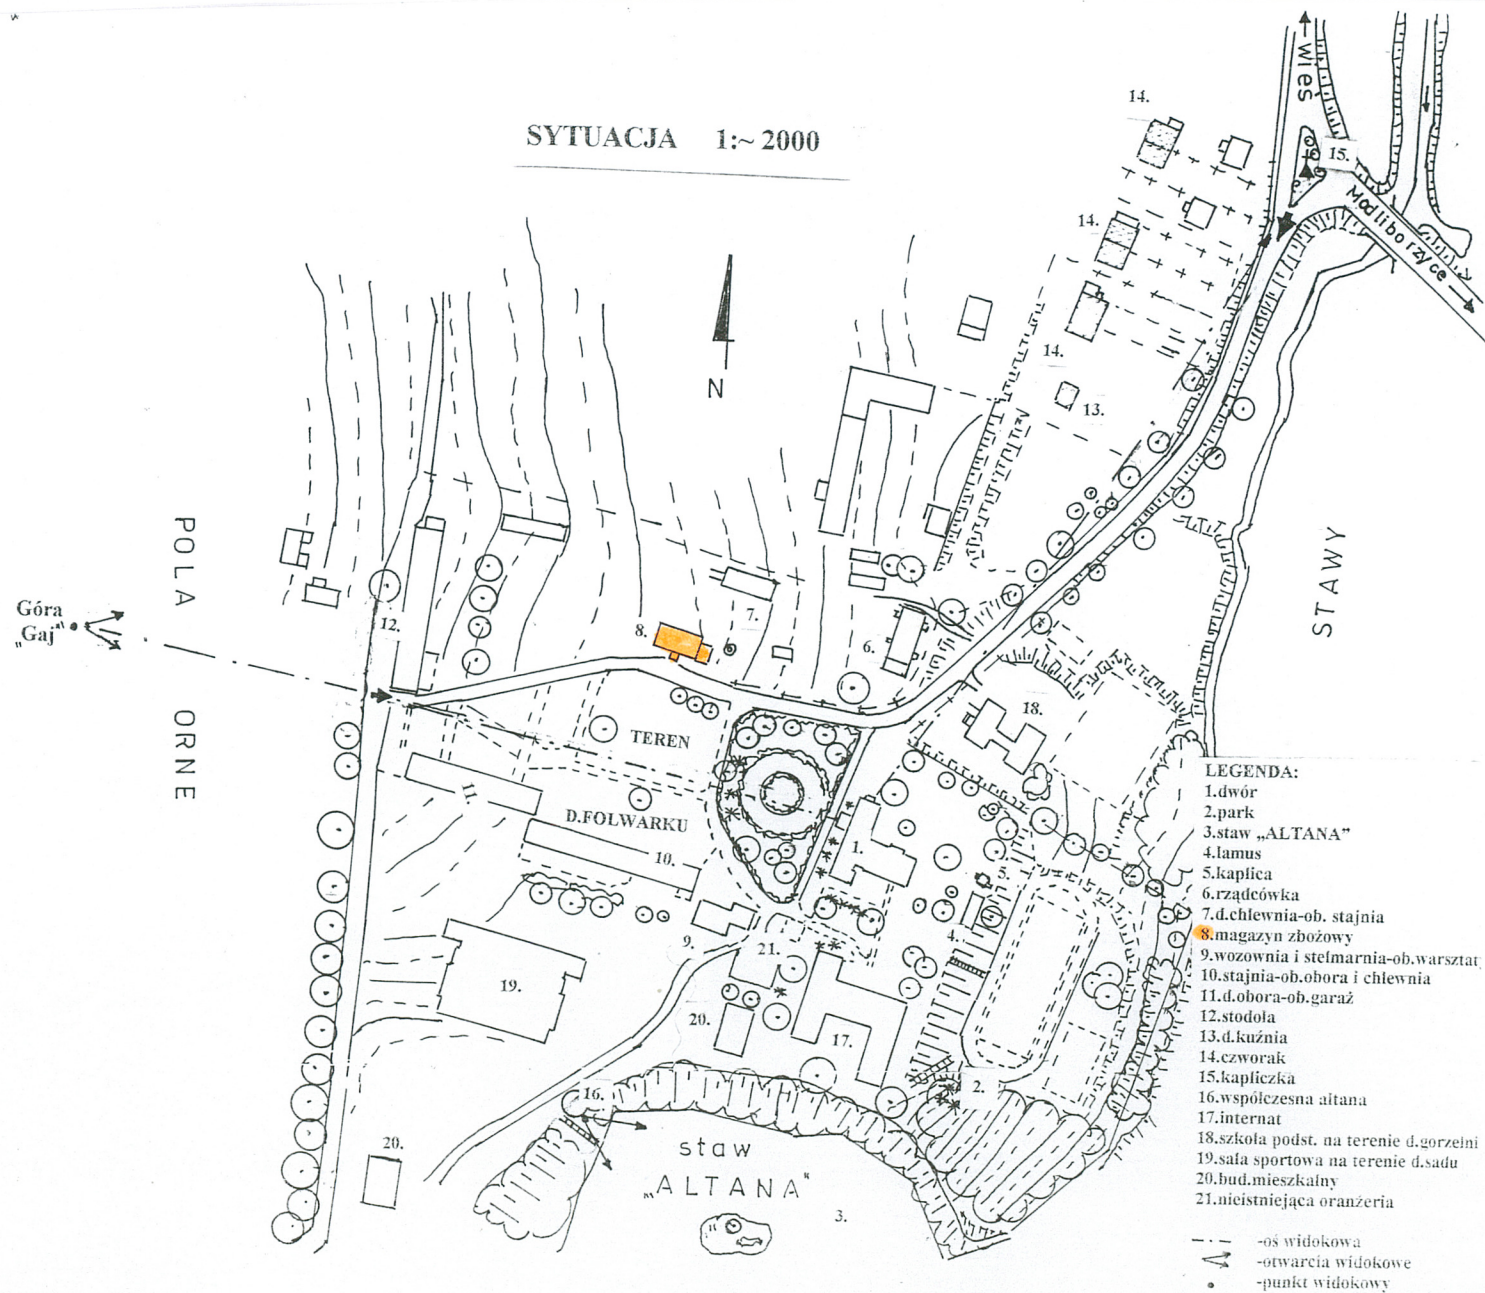 SYTUACJA 1:~ 2000
wieś
14.
15.
Modliborzyce
14.
14.
13.
N
POLA ORNE
STAWY
Góra
„Gaj"
12.
8.
7.
6.
18.
TEREN
D.FOLWARKU
11.
10.
1.
5.
9.
21.
4.
19.
20.
17.
16.
2.
20.
staw
„ALTANA"
3.
LEGENDA:
1.dwór
2.park
3.staw „ALTANA”
4.lamus
5.kaplica
6.rządcówka
7.d.chlewnia-ob. stajnia
8.magazyn zbożowy
9.wozownia i stelmarnia-ob.warsztat
10.stajnia-ob.obora i chlewnia
11.d.obora-ob.garaż
12.stodoła
13.d.kuźnia
14.czworak
15.kapliczka
16.współczesna altana
17.internat
18.szkoła podst. na terenie d.gorzelni
19.sala sportowa na terenie d.sadu
20.bud.mieszkalny
21.nieistniejąca oranżeria
-oś widokowa
-otwarcia widokowe
-punkt widokowy